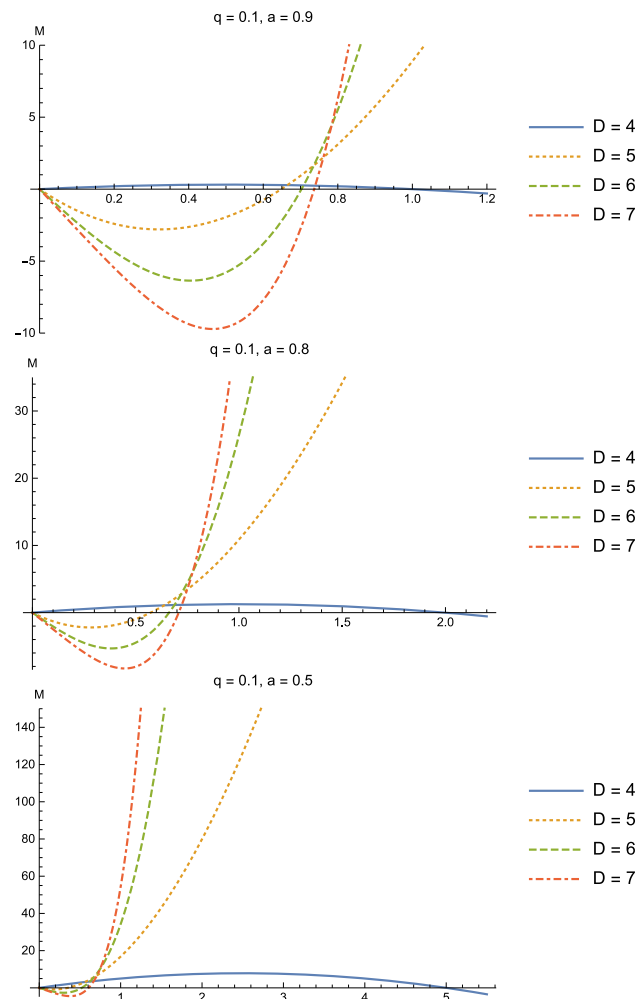 q = 0.1, a = 0.9
M
10
5
0.2 0.4 0.6 0.8 1.0 1.2
-5
-10
D = 4
D = 5
D = 6
D = 7
q = 0.1, a = 0.8
M
30
20
10
0.5 1.0 1.5 2.0
D = 4
D = 5
D = 6
D = 7
q = 0.1, a = 0.5
M
140
120
100
80
60
40
20
1 2 3 4 5
D = 4
D = 5
D = 6
D = 7